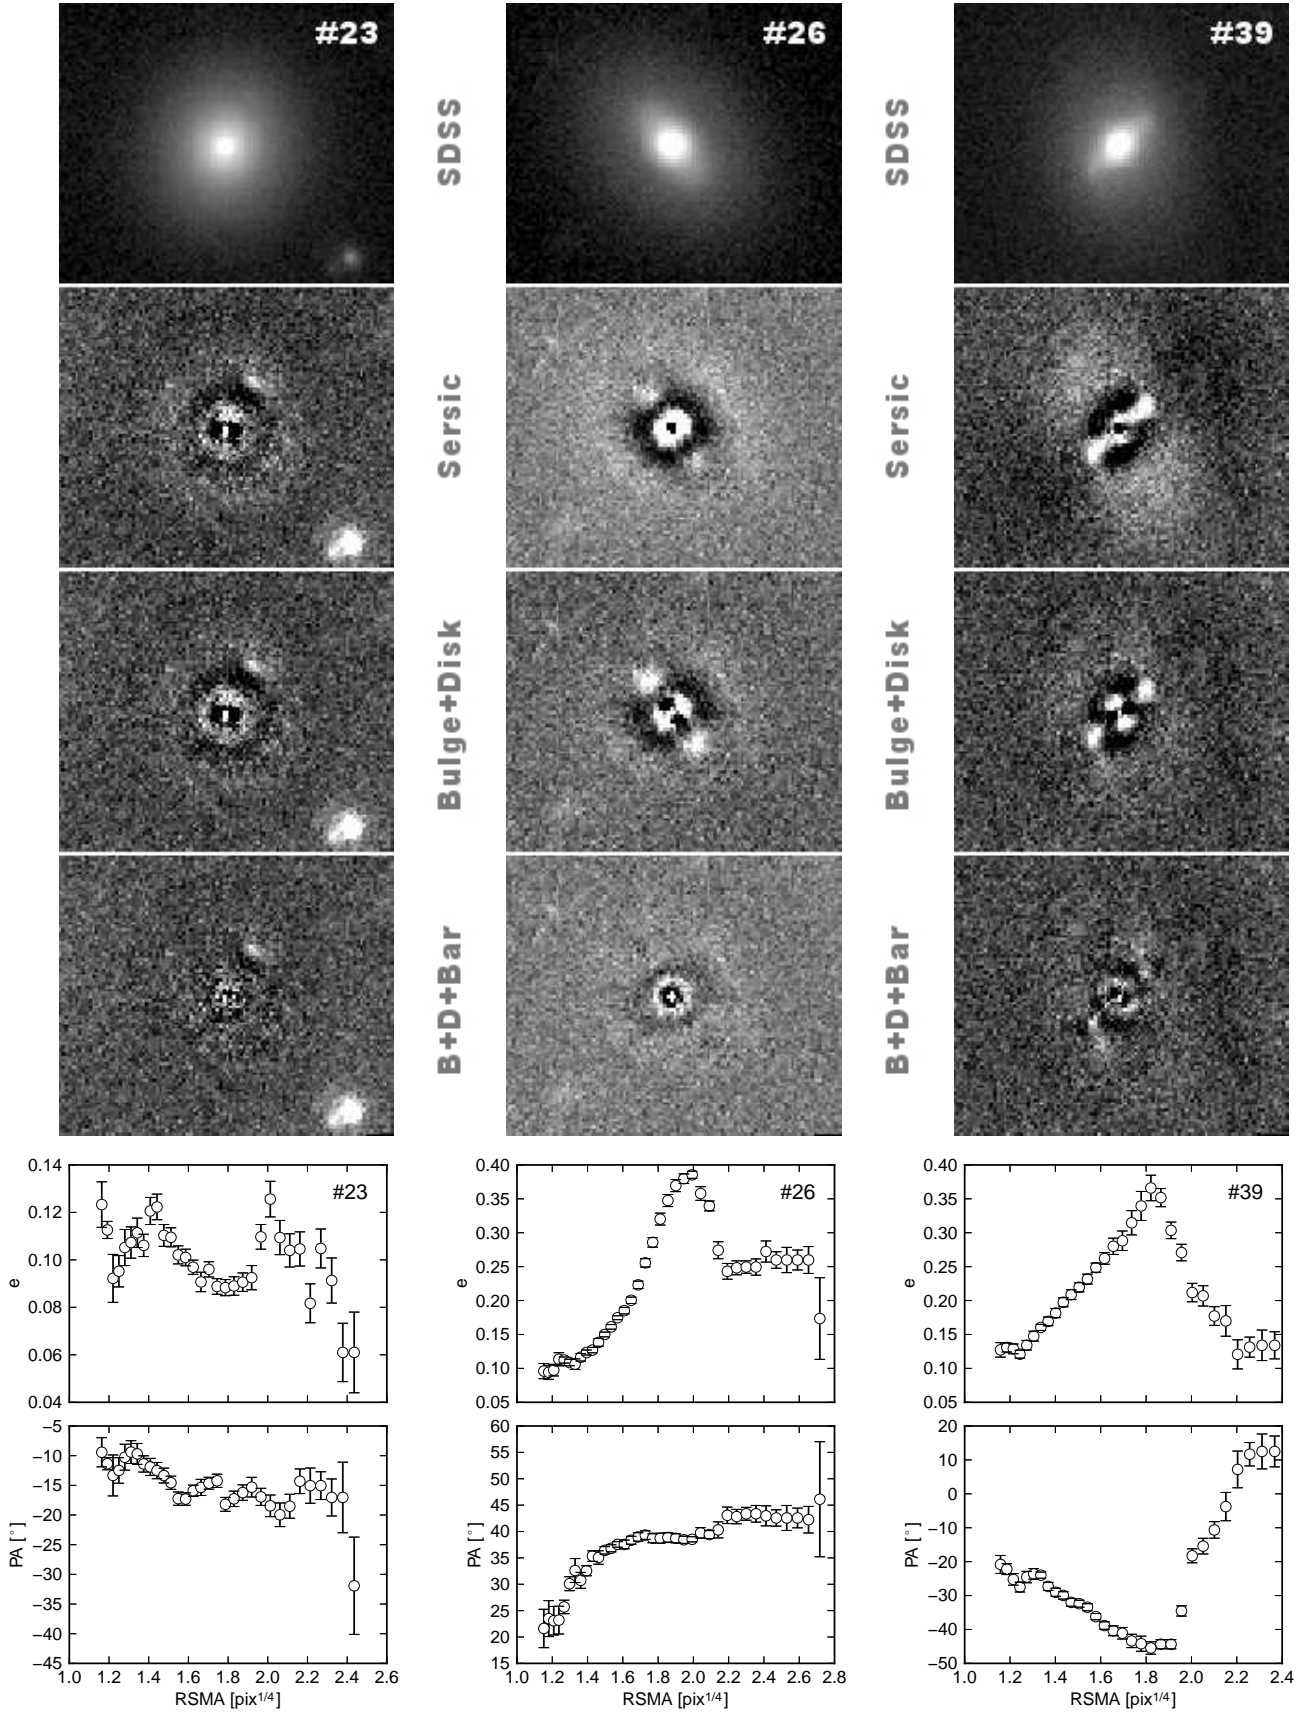 #23
#26
#39
SDSS
SDSS
Sersic
Sersic
Bulge+Disk
Bulge+Disk
B+D+Bar
B+D+Bar
0.14
0.12
0.10
0.08
0.06
0.04
e
#23
0.40
0.35
0.30
0.25
0.20
0.15
0.10
0.05
e
#26
0.40
0.35
0.30
0.25
0.20
0.15
0.10
0.05
e
#39
−5
−10
−15
−20
−25
−30
−35
−40
−45
PA [°]
1.0 1.2 1.4 1.6 1.8 2.0 2.2 2.4 2.6
RSMA [pix^1/4]
60
55
50
45
40
35
30
25
20
15
PA [°]
1.0 1.2 1.4 1.6 1.8 2.0 2.2 2.4 2.6 2.8
RSMA [pix^1/4]
20
10
0
−10
−20
−30
−40
−50
PA [°]
1.0 1.2 1.4 1.6 1.8 2.0 2.2 2.4
RSMA [pix^1/4]